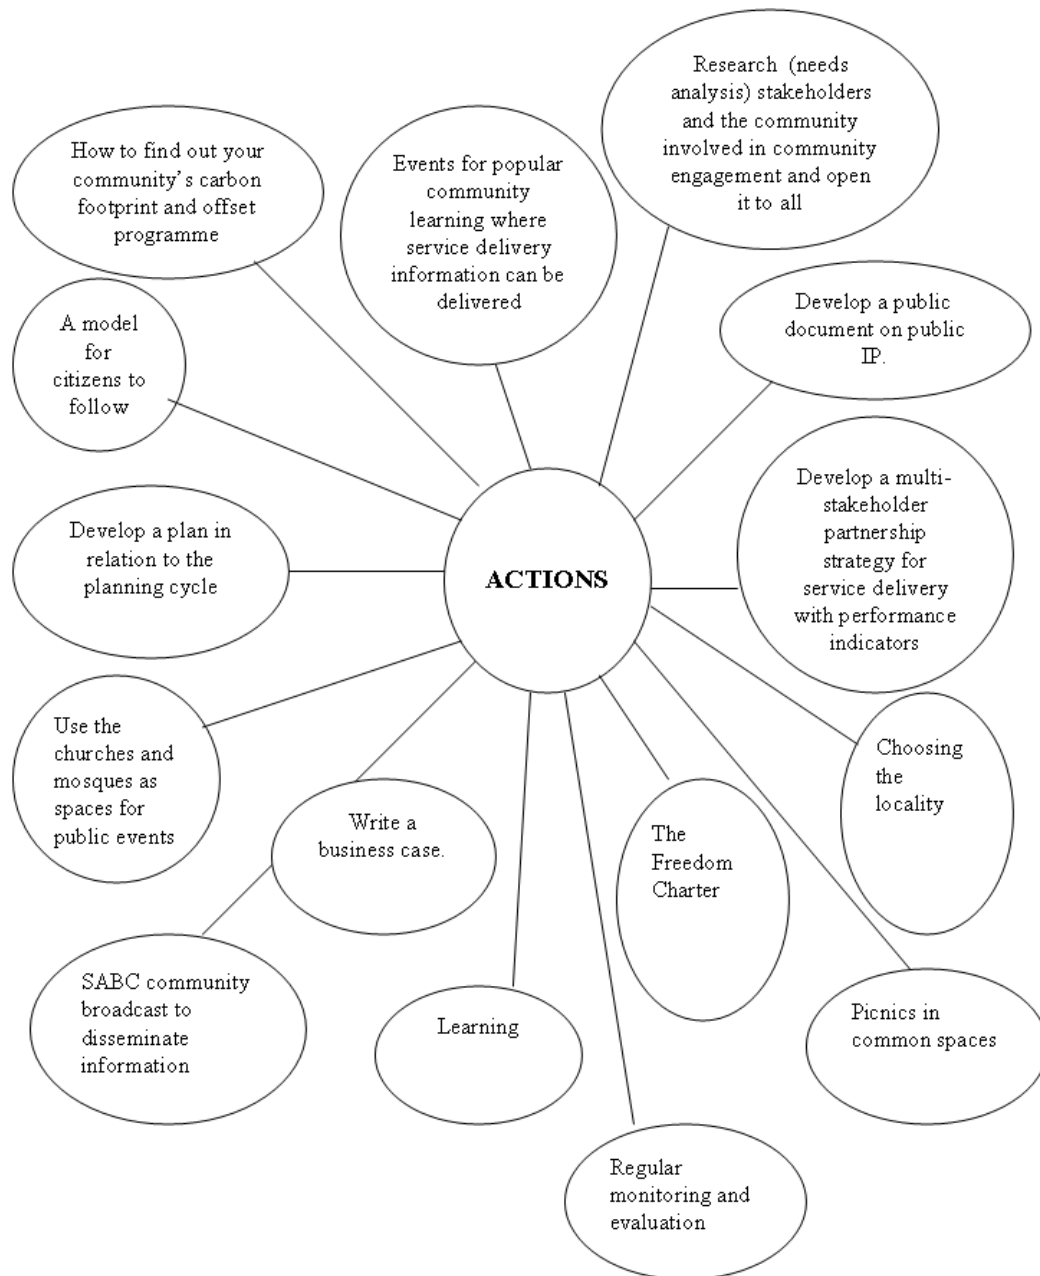 Research (needs
analysis) stakeholders
and the community
involved in community
engagement and open
it to all
How to find out your
community's carbon
footprint and offset
programme
Events for popular
community
learning where
service delivery
information can be
delivered
Develop a public
document on public
IP.
A model
for
citizens to
follow
Develop a multi-
stakeholder
partnership
strategy for
service delivery
with performance
indicators
Develop a plan in
relation to the
planning cycle
ACTIONS
Use the
churches and
mosques as
spaces for
public events
Choosing
the
locality
Write a
business case.
The
Freedom
Charter
SABC community
broadcast to
disseminate
information
Learning
Picnics in
common spaces
Regular
monitoring and
evaluation